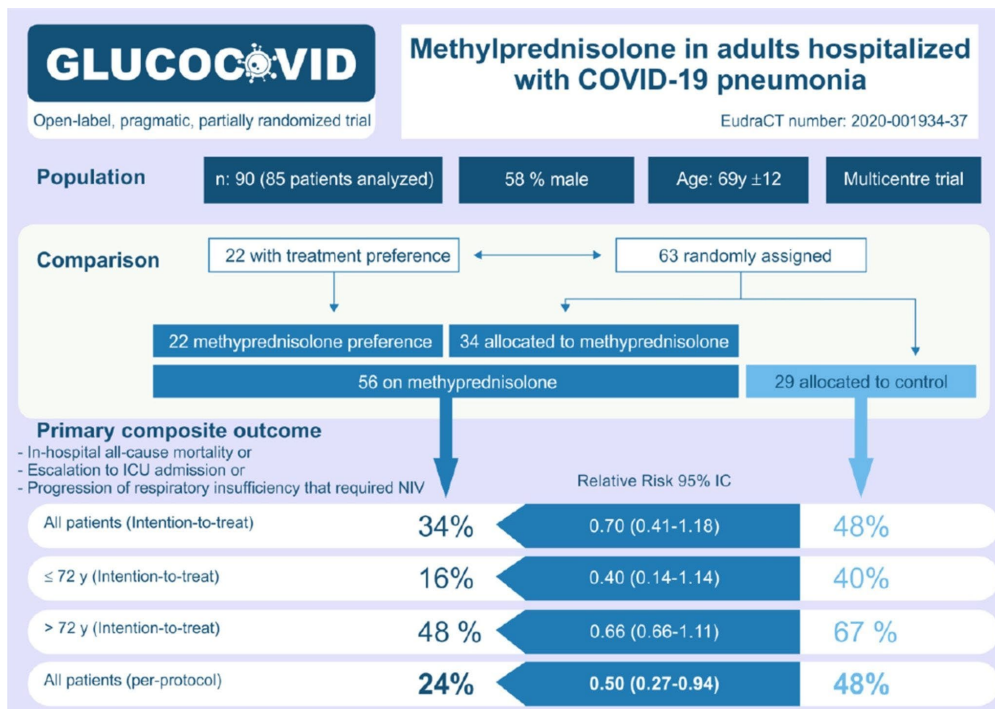 GLUCOCOVID
Open-label, pragmatic, partially randomized trial
Methylprednisolone in adults hospitalized
with COVID-19 pneumonia
EudraCT number: 2020-001934-37
Population
n: 90 (85 patients analyzed)
58 % male
Age: 69y ±12
Multicentre trial
Comparison
22 with treatment preference
63 randomly assigned
22 methyprednisolone preference
34 allocated to methyprednisolone
56 on methyprednisolone
29 allocated to control
Primary composite outcome
- In-hospital all-cause mortality or
- Escalation to ICU admission or
- Progression of respiratory insufficiency that required NIV
Relative Risk 95% IC
All patients (Intention-to-treat)
34%
0.70 (0.41-1.18)
48%
≤ 72 y (Intention-to-treat)
16%
0.40 (0.14-1.14)
40%
> 72 y (Intention-to-treat)
48 %
0.66 (0.66-1.11)
67 %
All patients (per-protocol)
24%
0.50 (0.27-0.94)
48%